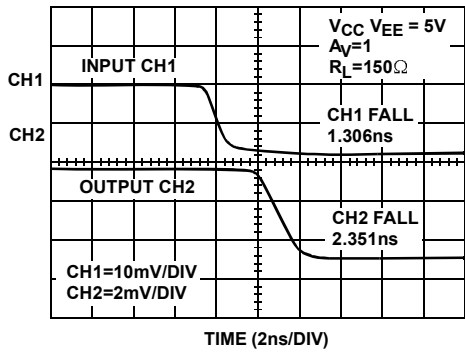 V_CC V_EE = 5V
A_V=1
R_L=150Ω
INPUT CH1
CH1
CH1 FALL
1.306ns
CH2
OUTPUT CH2
CH2 FALL
2.351ns
CH1=10mV/DIV
CH2=2mV/DIV
TIME (2ns/DIV)